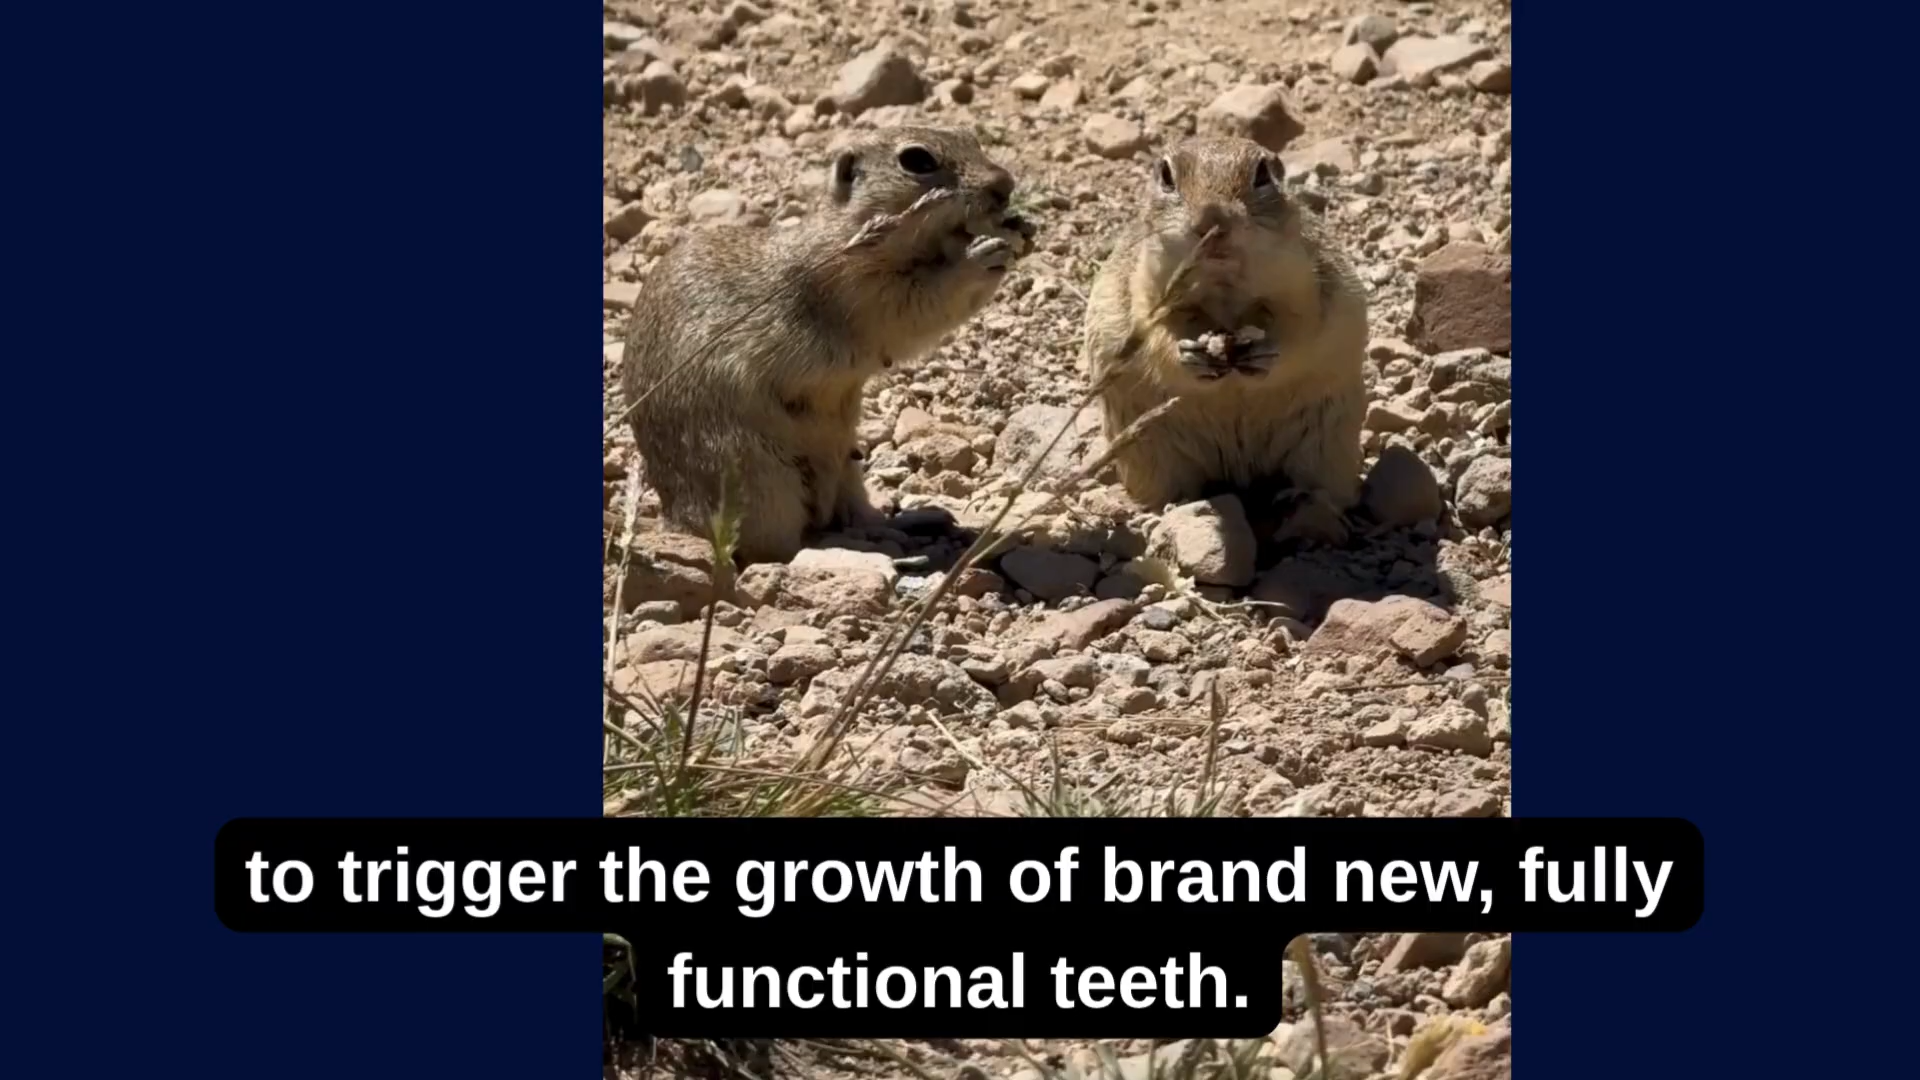 to trigger the growth of brand new, fully
functional teeth.